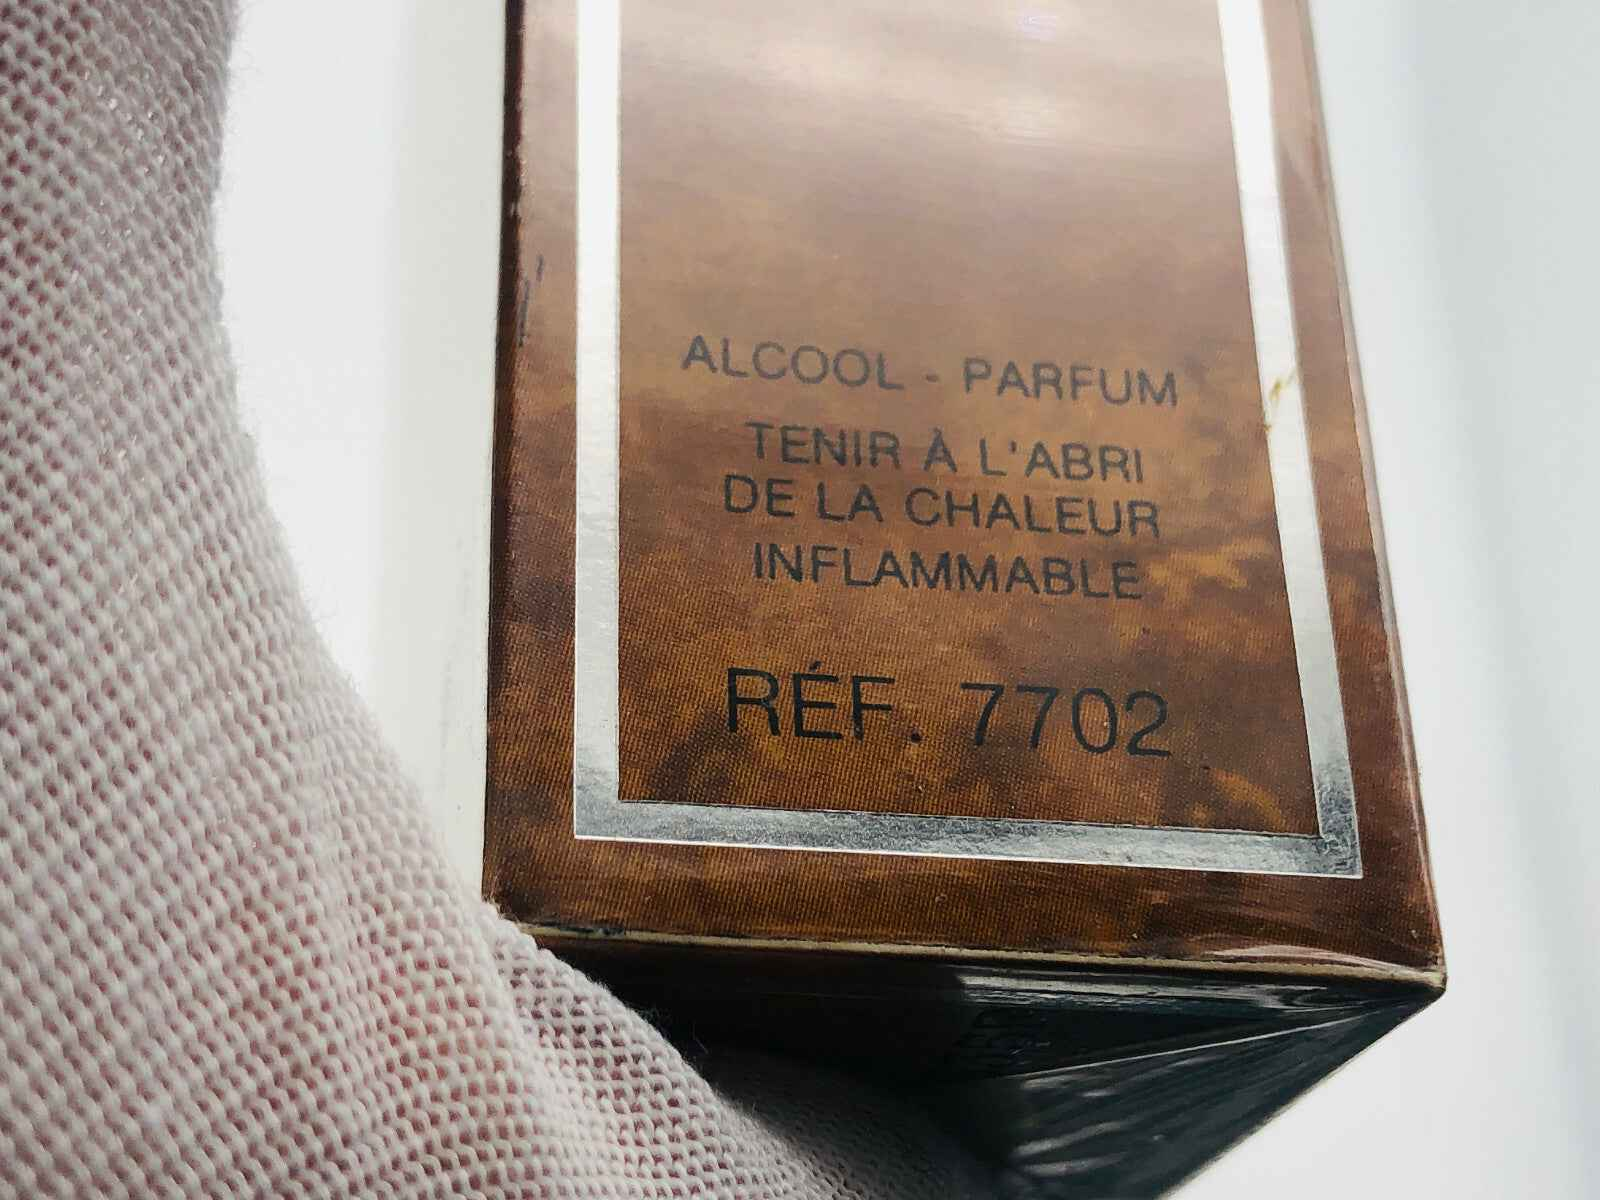 ALCOOL - PARFUM
TENIR À L'ABRI
DE LA CHALEUR
INFLAMMABLE
RÉF. 7702